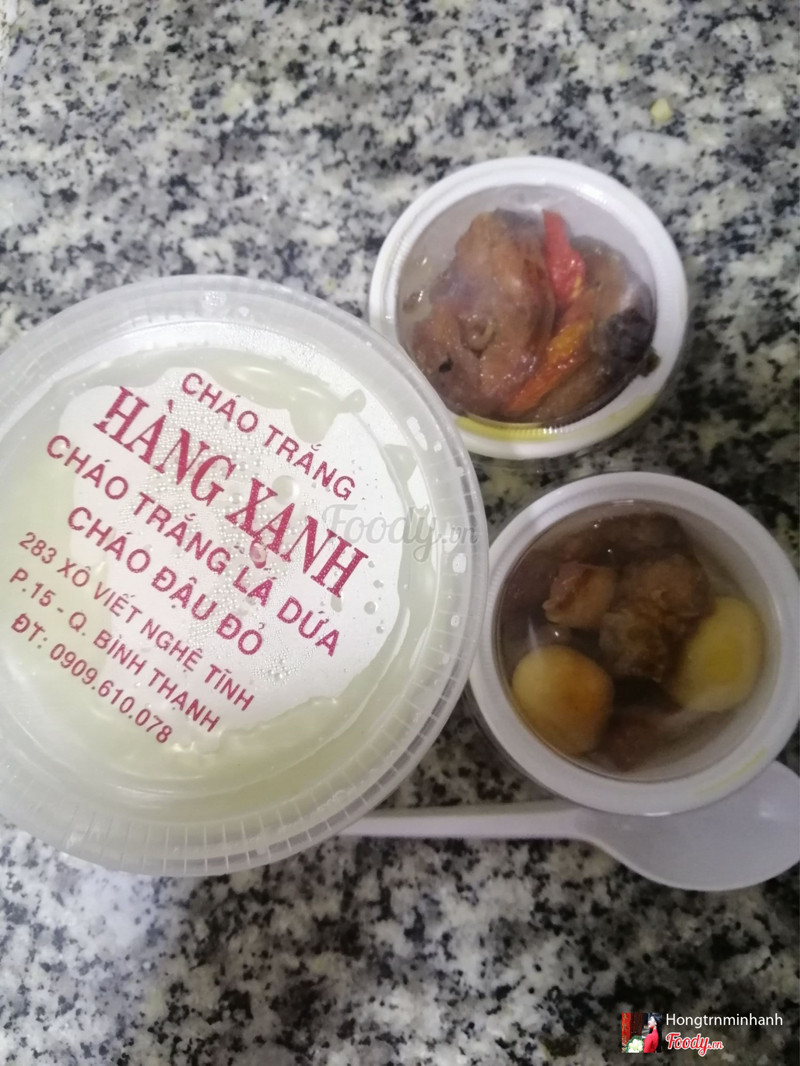 CHÁO TRẮNG
HÀNG XANH
CHÁO TRẮNG LÁ DỨA
CHÁO ĐẬU ĐỎ
283 XÔ VIẾT NGHỆ TĨNH
P.15 - Q. BÌNH THẠNH
ĐT: 0909.610.078
Foody.vn
Hongtrnminhanh
Foody.vn